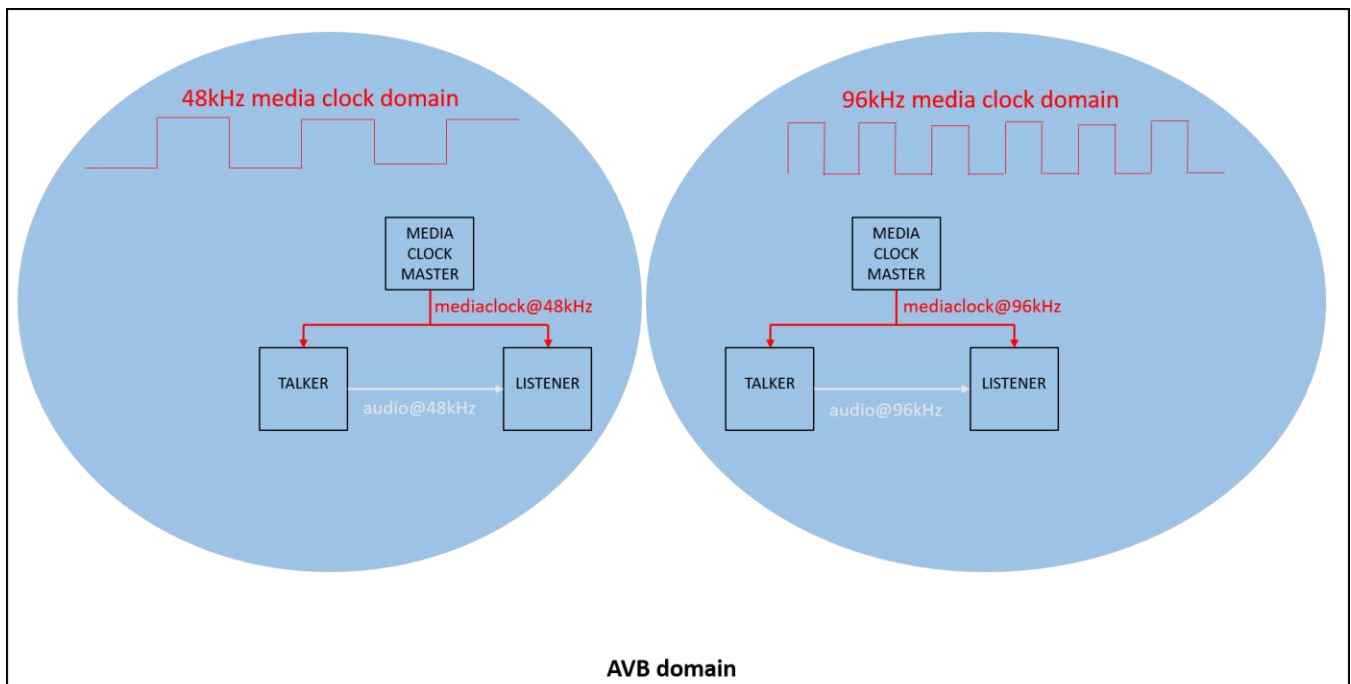 48kHz media clock domain
MEDIA
CLOCK
MASTER
mediaclock@48kHz
TALKER
LISTENER
audio@48kHz
96kHz media clock domain
MEDIA
CLOCK
MASTER
mediaclock@96kHz
TALKER
LISTENER
audio@96kHz
AVB domain